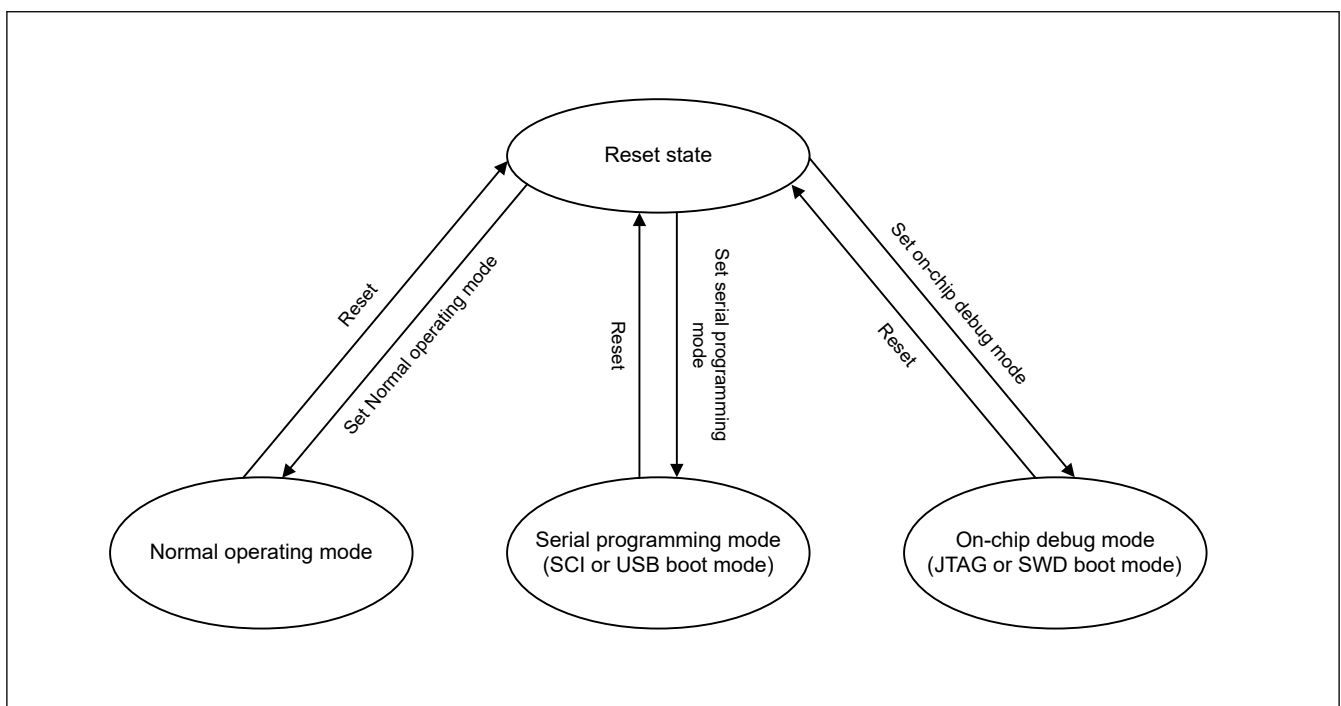 Reset state
Reset
Set Normal operating mode
Reset
Set serial programming
mode
Set on-chip debug mode
Reset
Normal operating mode
Serial programming mode
(SCI or USB boot mode)
On-chip debug mode
(JTAG or SWD boot mode)